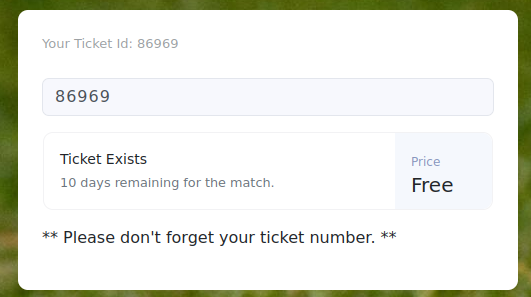 Your Ticket Id: 86969
86969
Ticket Exists
10 days remaining for the match.
Price
Free
** Please don't forget your ticket number. **